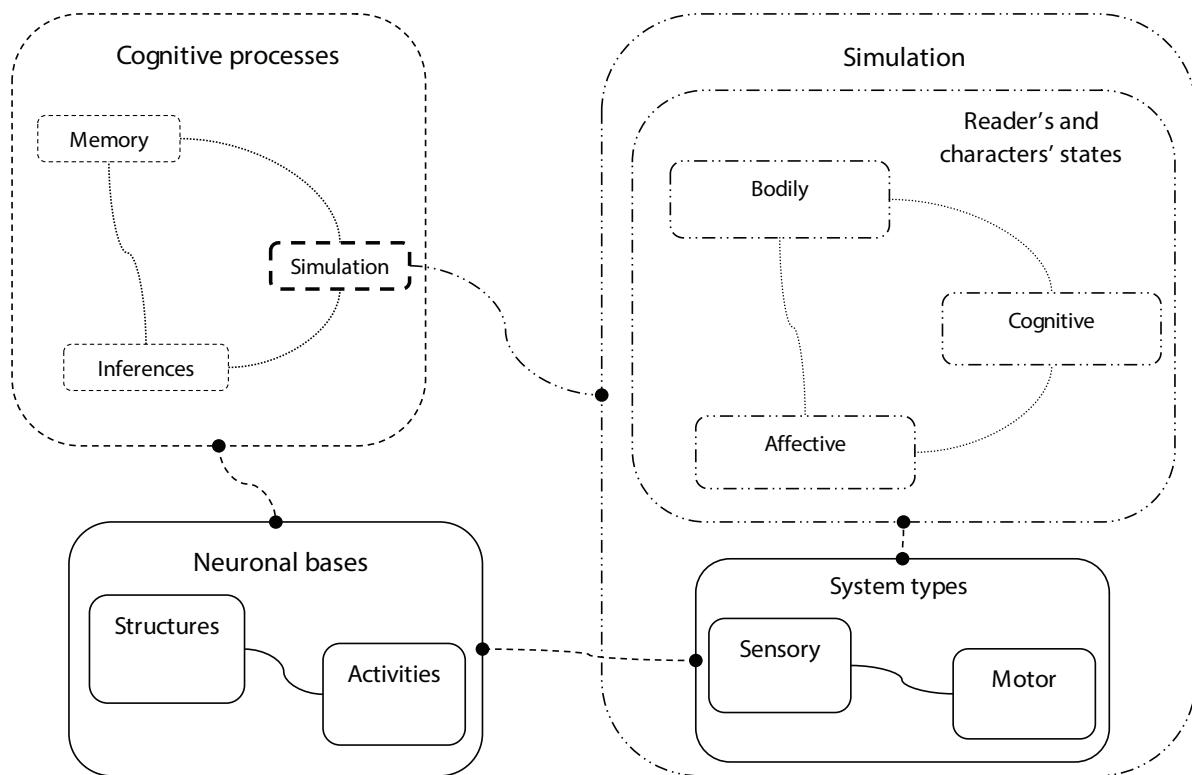 Cognitive processes
Memory
Simulation
Inferences
Neuronal bases
Structures
Activities
Simulation
Reader’s and
characters’ states
Bodily
Cognitive
Affective
System types
Sensory
Motor